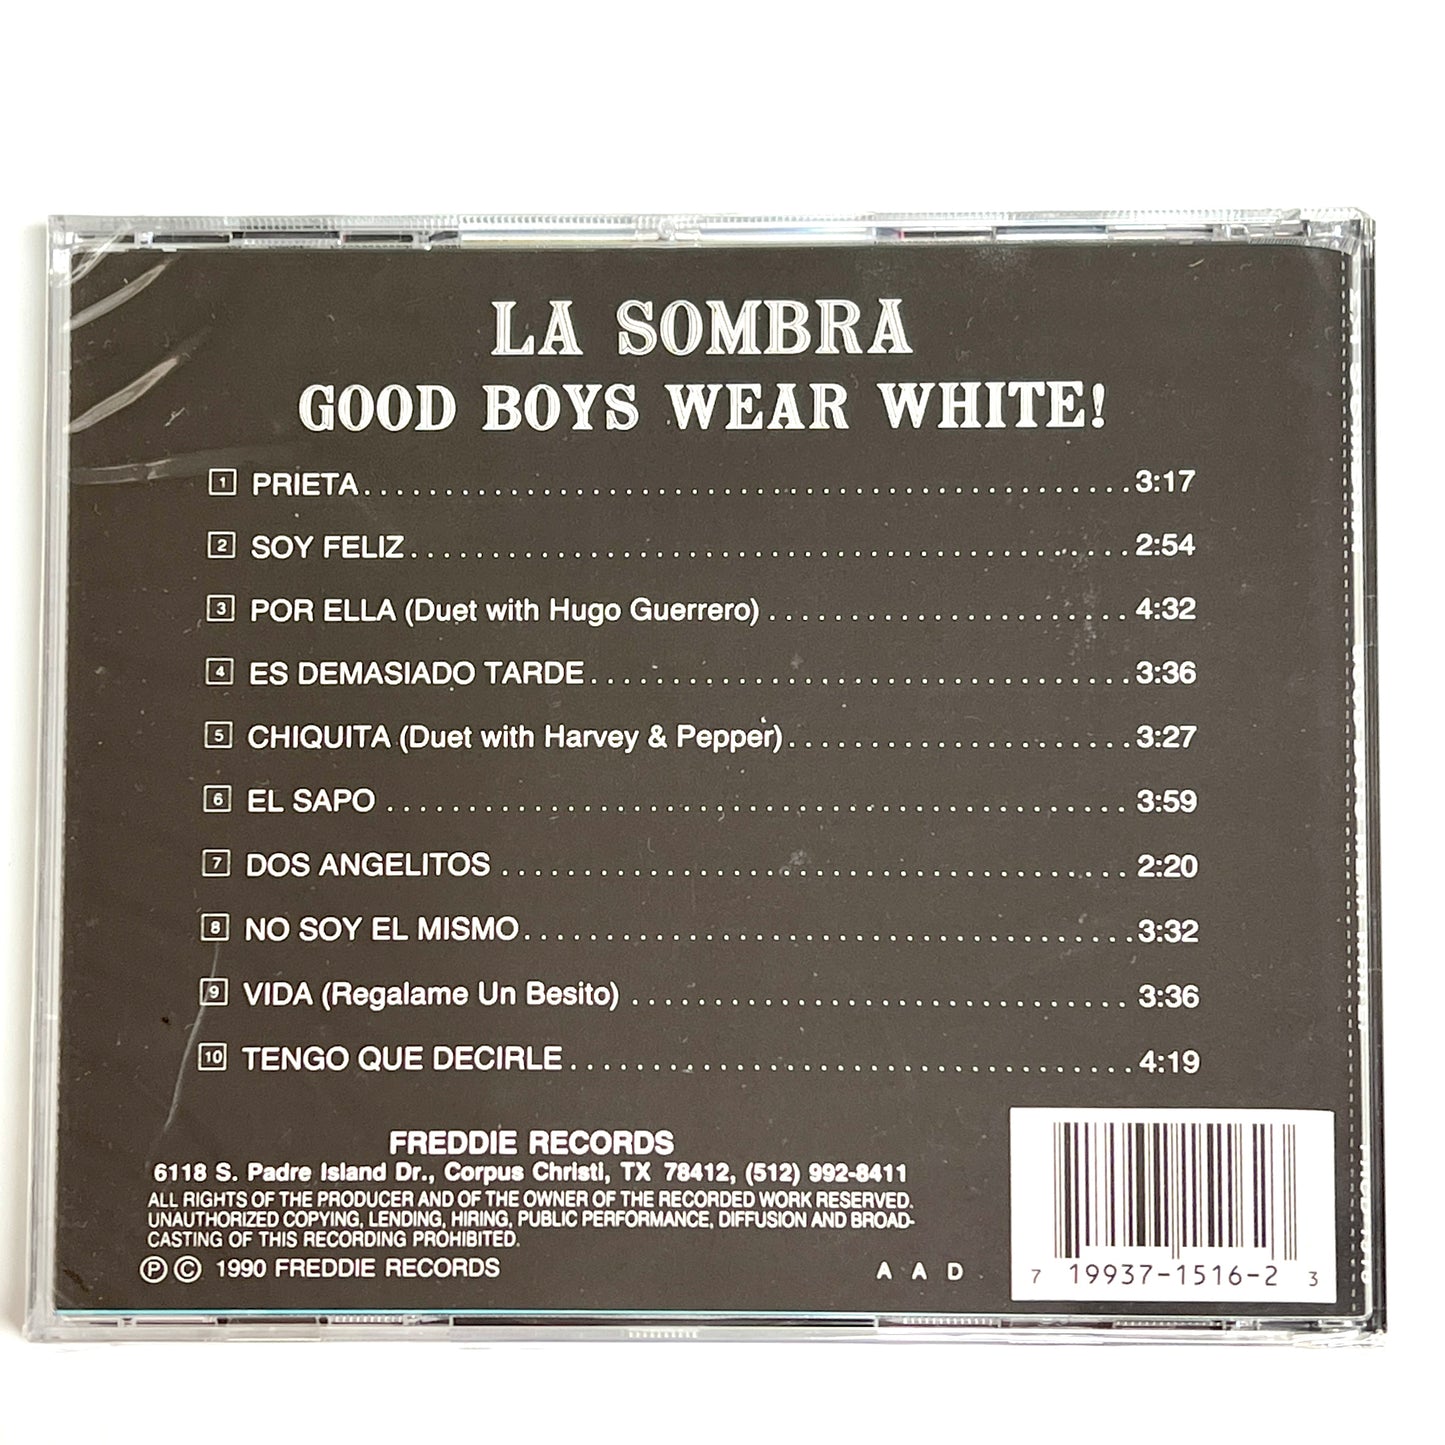 LA SOMBRA
GOOD BOYS WEAR WHITE!
1 PRIETA 3:17
2 SOY FELIZ 2:54
3 POR ELLA (Duet with Hugo Guerrero) 4:32
4 ES DEMASIADO TARDE 3:36
5 CHIQUITA (Duet with Harvey & Pepper) 3:27
6 EL SAPO 3:59
7 DOS ANGELITOS 2:20
8 NO SOY EL MISMO 3:32
9 VIDA (Regalame Un Besito) 3:36
10 TENGO QUE DECIRLE 4:19
FREDDIE RECORDS
6118 S. Padre Island Dr., Corpus Christi, TX 78412, (512) 992-8411
ALL RIGHTS OF THE PRODUCER AND OF THE OWNER OF THE RECORDED WORK RESERVED.
UNAUTHORIZED COPYING, LENDING, HIRING, PUBLIC PERFORMANCE, DIFFUSION AND BROAD-
CASTING OF THIS RECORDING PROHIBITED.
Ⓟ © 1990 FREDDIE RECORDS
A A D
7 19937-1516-2 3